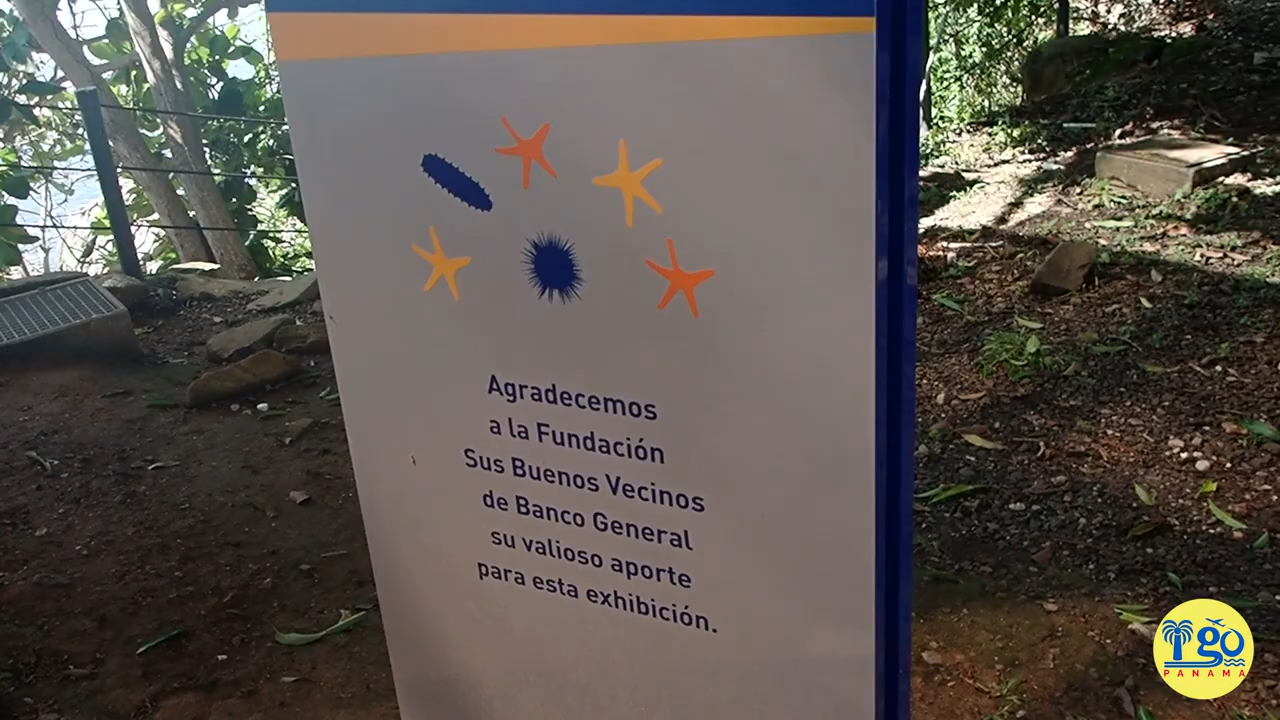 Agradecemos
a la Fundación
Sus Buenos Vecinos
de Banco General
su valioso aporte
para esta exhibición.
i go
PANAMA